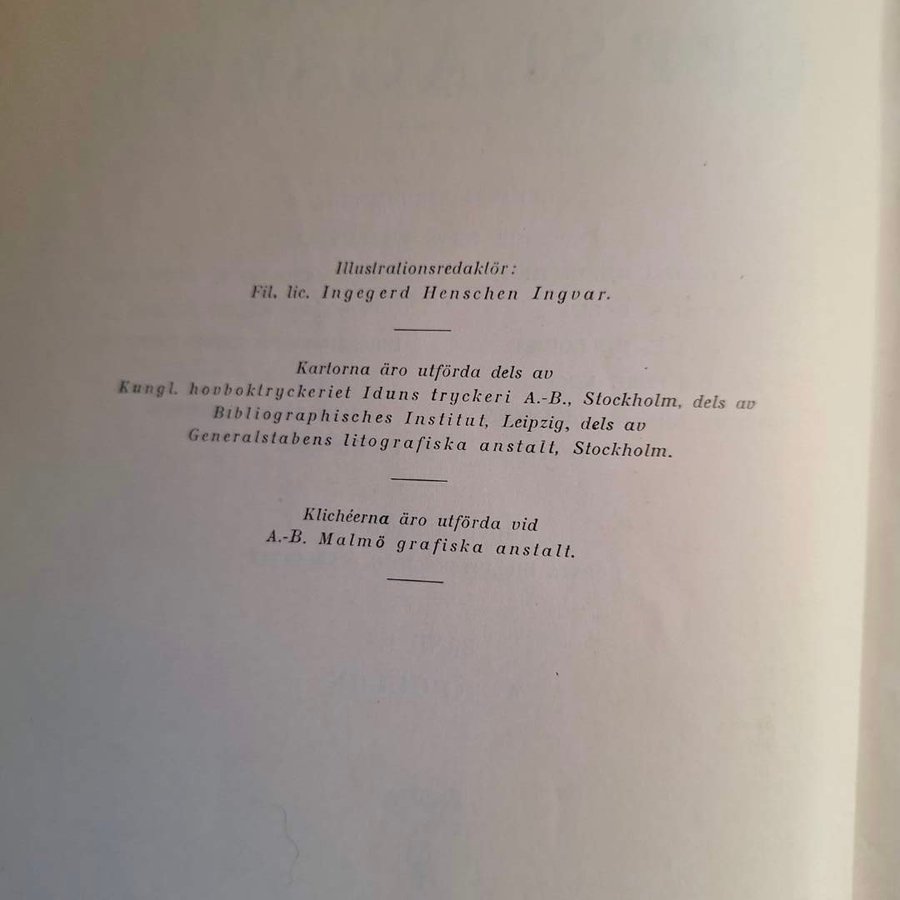 Illustrationsredaktör:
Fil. lic. Ingegerd Henschen Ingvar.
Kartorna äro utförda dels av
Kungl. hovboktryckeriet Iduns tryckeri A.-B., Stockholm, dels av
Bibliographisches Institut, Leipzig, dels av
Generalstabens litografiska anstalt, Stockholm.
Klichéerna äro utförda vid
A.-B. Malmö grafiska anstalt.